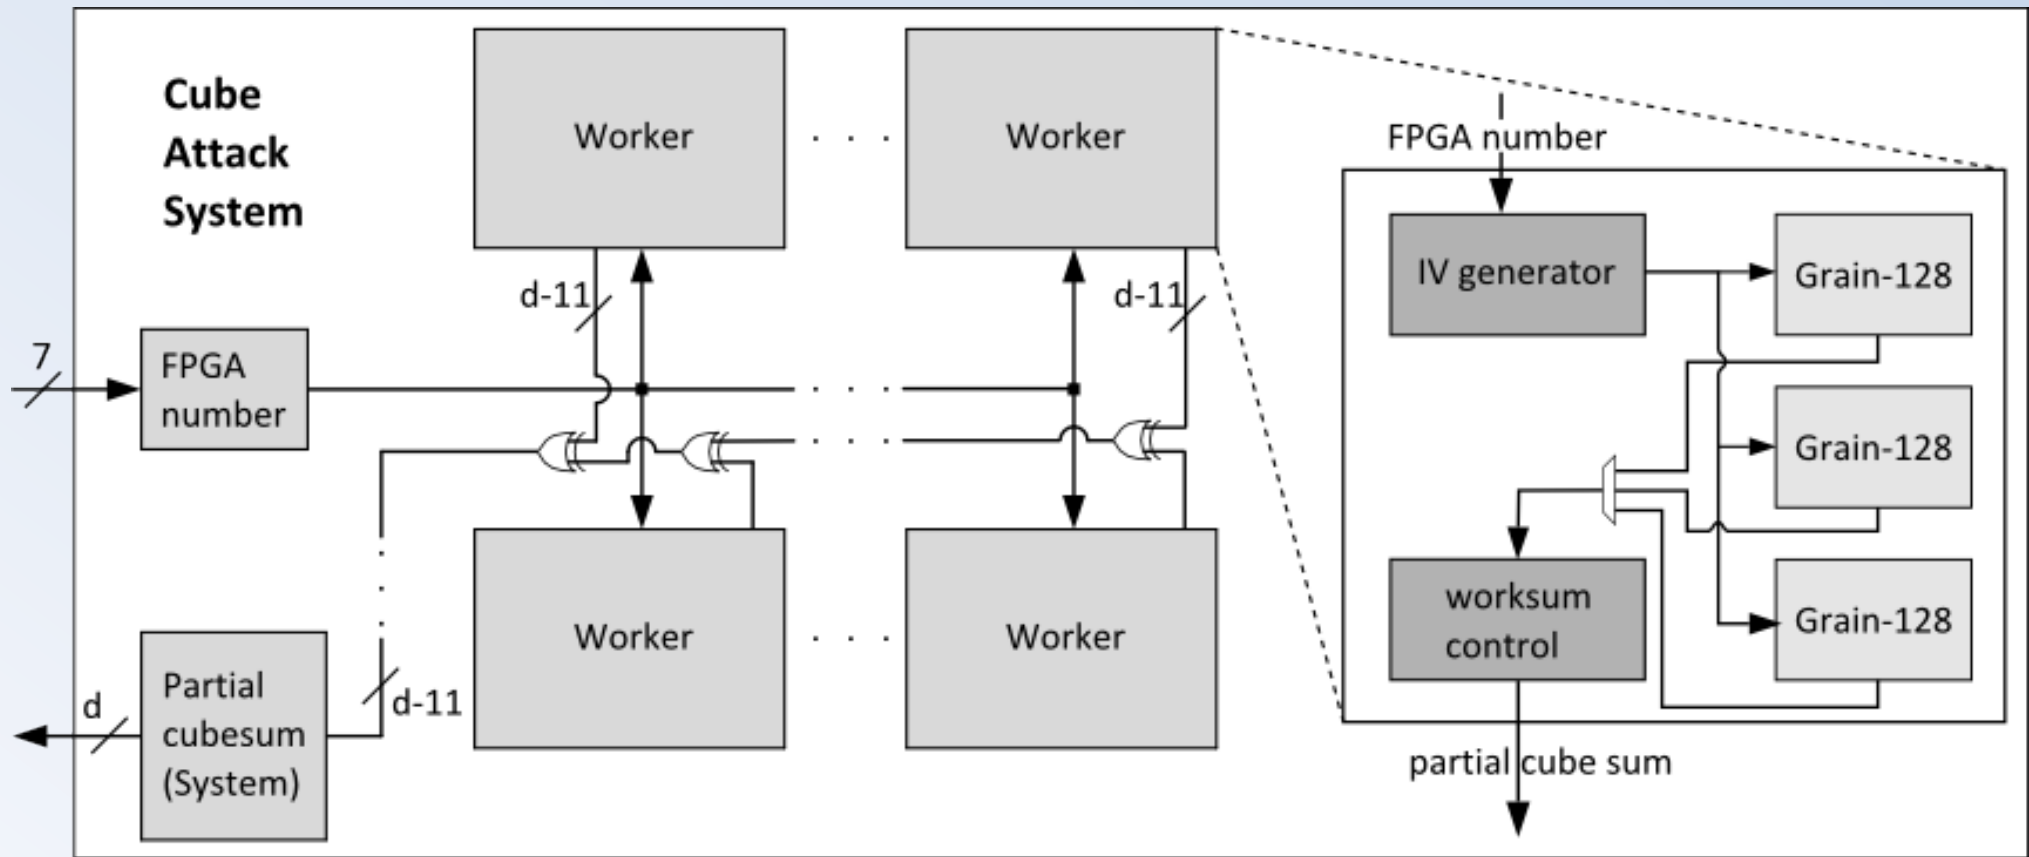 Cube
Attack
System
Worker
. . .
Worker
FPGA number
IV generator
Grain-128
d-11
d-11
7
FPGA
number
. . .
. . .
Grain-128
worksum
control
Grain-128
Worker
. . .
Worker
Partial
cubesum
(System)
d
d-11
partial cube sum